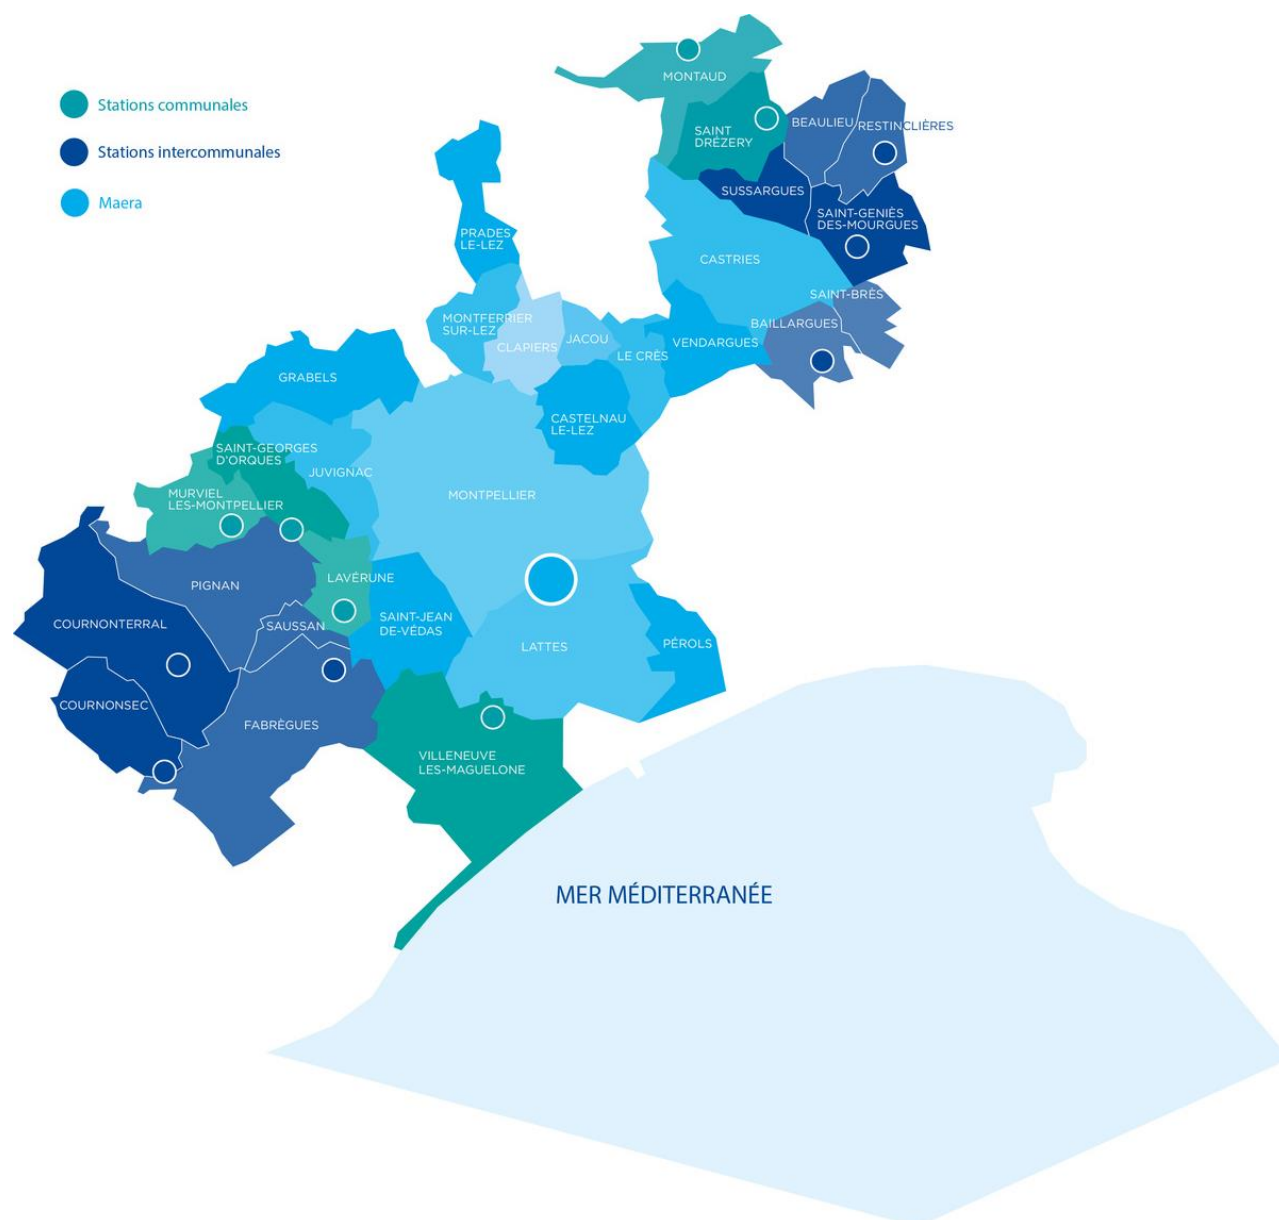 Stations communales
Stations intercommunales
Maera
MONTAUD
SAINT
DRÉZERY
BEAULIEU
RESTINCLIÈRES
SUSSARGUES
SAINT-GENIÈS
DES-MOURGUES
PRADES
LE-LEZ
CASTRIES
SAINT-BRÈS
MONTFERRIER
SUR-LEZ
CLAPIERS
JACOU
LE CRÈS
VENDARGUES
BAILLARGUES
GRABELS
CASTELNAU
LE-LEZ
SAINT-GEORGES
D'ORQUES
JUVIGNAC
MURVIEL
LES-MONTPELLIER
MONTPELLIER
PIGNAN
LAVÉRUNE
COURNONTERRAL
SAUSSAN
SAINT-JEAN
DE-VÉDAS
LATTES
PÉROLS
COURNONSEC
FABRÈGUES
VILLENEUVE
LES-MAGUELONE
MER MÉDITERRANÉE